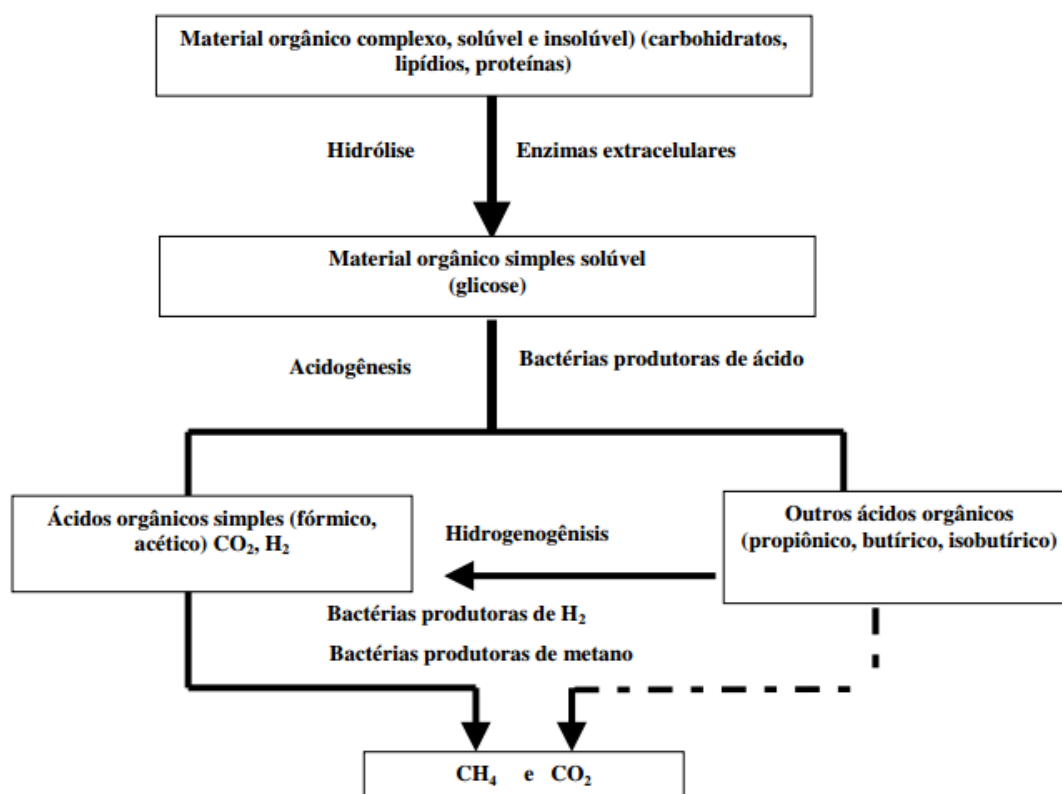 Material orgânico complexo, solúvel e insolúvel) (carbohidratos,
lipídios, proteínas)
Hidrólise
Enzimas extracelulares
Material orgânico simples solúvel
(glicose)
Acidogênesis
Bactérias produtoras de ácido
Ácidos orgânicos simples (fórmico,
acético) CO₂, H₂
Hidrogenogênisis
Outros ácidos orgânicos
(propiônico, butírico, isobutírico)
Bactérias produtoras de H₂
Bactérias produtoras de metano
CH₄ e CO₂